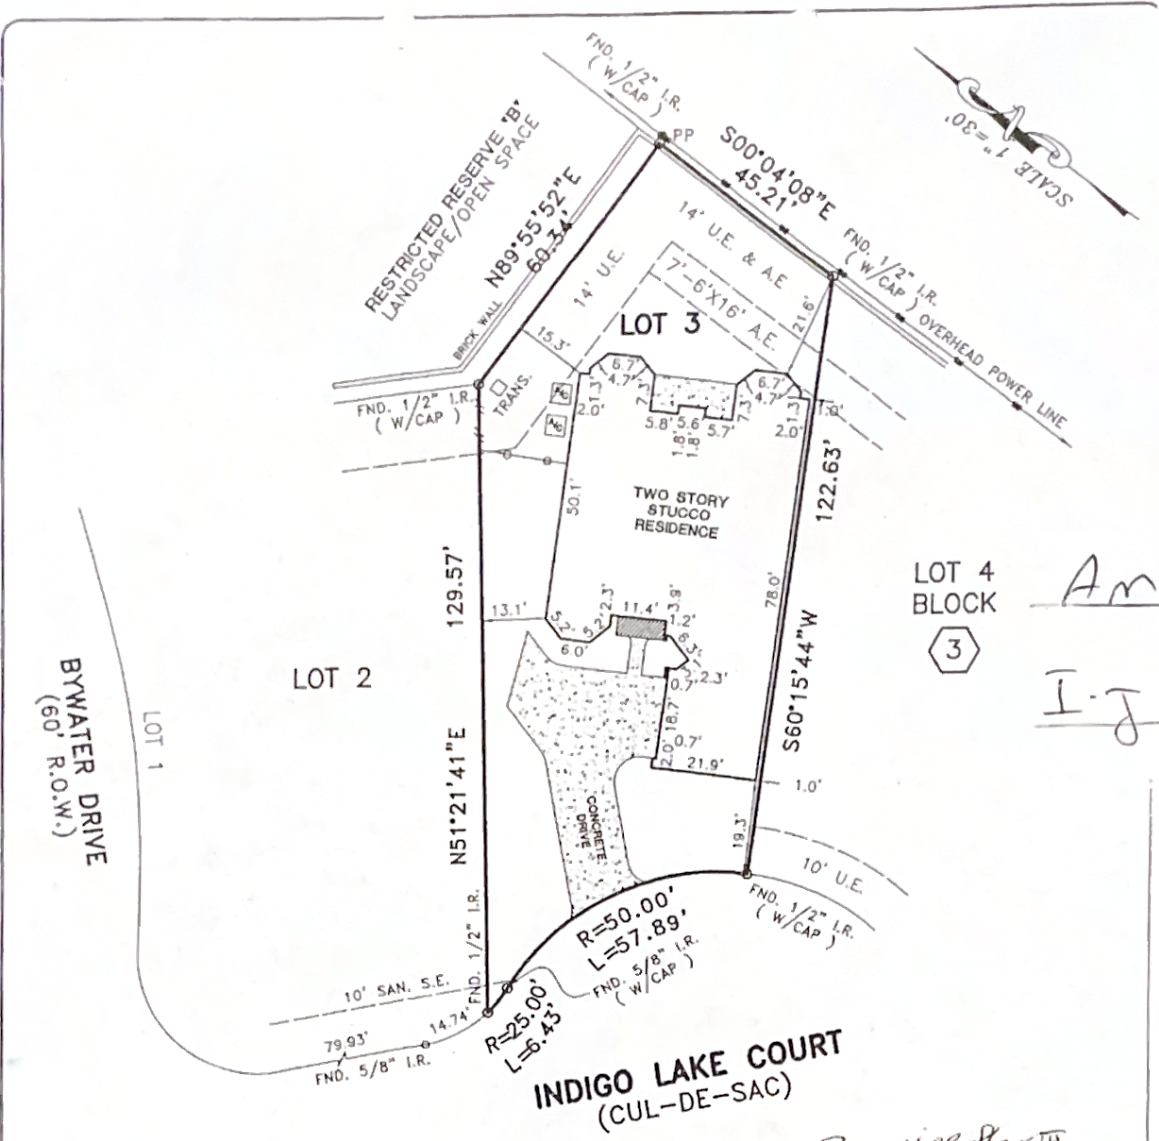 FND. 1/2" I.R.
( W/CAP )
PP
S00°04'08"E
45.21'
SCALE 1"=30'
RESTRICTED RESERVE "B"
LANDSCAPE/OPEN SPACE
N89°55'52"E
60.34'
BRICK WALL
14' U.E.
14' U.E. & A.E
7'-6'X16' A.E.
FND. 1/2" I.R.
( W/CAP )
OVERHEAD POWER LINE
21.6'
LOT 3
15.3'
TRANS.
A/C
A/C
FND. 1/2" I.R.
( W/CAP )
6.7'
4.7'
1.3'
2.0'
7.3'
5.8'
5.6'
5.7'
1.8'
1.8'
7.3'
6.7'
4.7'
1.3'
2.0'
1.0'
122.63'
50.1'
TWO STORY
STUCCO
RESIDENCE
129.57'
78.0'
LOT 4
BLOCK
3
Am
I-J
13.1'
5.2'
6.0'
5.2'
2.3'
11.4'
3.9'
1.2'
6.3'
2.3'
0.7'
18.7'
0.7'
2.0'
21.9'
S60°15'44"W
LOT 2
BYWATER DRIVE
(60' R.O.W.)
LOT 1
N51°21'41"E
CONCRETE
DRIVE
1.0'
19.3'
10' U.E.
FND. 1/2" I.R.
( W/CAP )
R=50.00'
L=57.89'
FND. 5/8" I.R.
( W/CAP )
FND. 1/2" I.R.
10' SAN. S.E.
14.74'
79.93'
FND. 5/8" I.R.
R=25.00'
L=6.43'
INDIGO LAKE COURT
(CUL-DE-SAC)